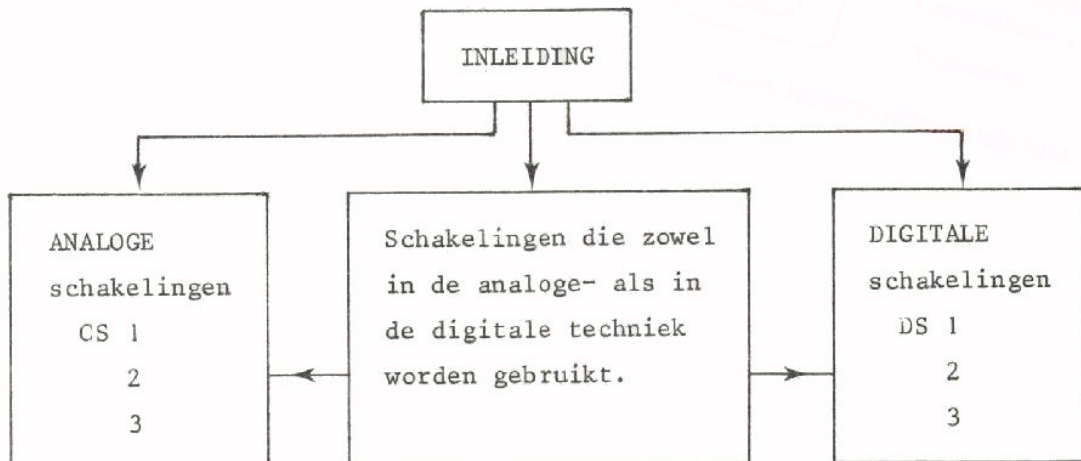 INLEIDING
ANALOGE
schakelingen
CS 1
2
3
Schakelingen die zowel
in de analoge- als in
de digitale techniek
worden gebruikt.
DIGITALE
schakelingen
DS 1
2
3